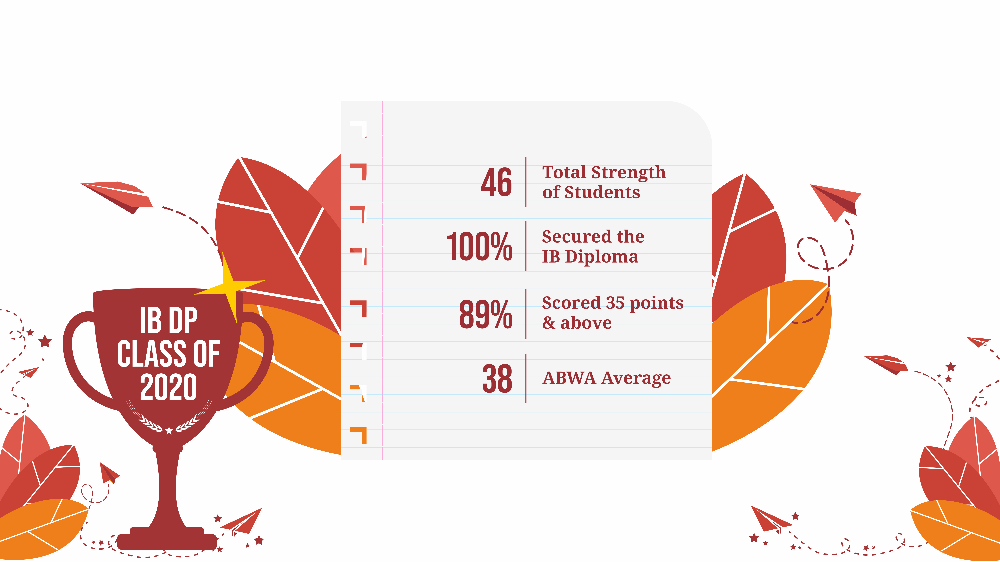 IB DP
CLASS OF
2020
46
Total Strength
of Students
100%
Secured the
IB Diploma
89%
Scored 35 points
& above
38
ABWA Average